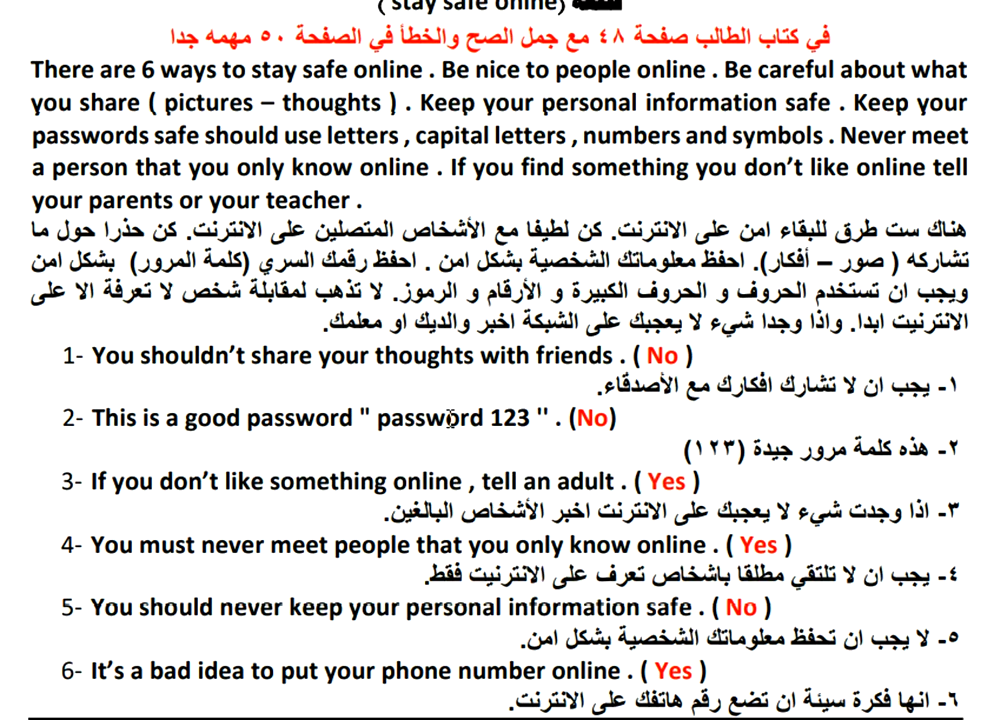 ( stay safe online)
في كتاب الطالب صفحة ٤٨ مع جمل الصح والخطأ في الصفحة ٥٠ مهمه جدا
There are 6 ways to stay safe online . Be nice to people online . Be careful about what
you share ( pictures – thoughts ) . Keep your personal information safe . Keep your
passwords safe should use letters , capital letters , numbers and symbols . Never meet
a person that you only know online . If you find something you don’t like online tell
your parents or your teacher .
هناك ست طرق للبقاء امن على الانترنت. كن لطيفا مع الأشخاص المتصلين على الانترنت. كن حذرا حول ما
تشاركه ( صور – أفكار). احفظ معلوماتك الشخصية بشكل امن . احفظ رقمك السري (كلمة المرور) بشكل امن
ويجب ان تستخدم الحروف و الحروف الكبيرة و الأرقام و الرموز. لا تذهب لمقابلة شخص لا تعرفة الا على
الانترنيت ابدا. واذا وجدا شيء لا يعجبك على الشبكة اخبر والديك او معلمك.
1- You shouldn’t share your thoughts with friends . ( No )
١- يجب ان لا تشارك افكارك مع الأصدقاء.
2- This is a good password " password 123 '' . (No)
٢- هذه كلمة مرور جيدة (١٢٣)
3- If you don’t like something online , tell an adult . ( Yes )
٣- اذا وجدت شيء لا يعجبك على الانترنت اخبر الأشخاص البالغين.
4- You must never meet people that you only know online . ( Yes )
٤- يجب ان لا تلتقي مطلقا باشخاص تعرف على الانترنيت فقط.
5- You should never keep your personal information safe . ( No )
٥- لا يجب ان تحفظ معلوماتك الشخصية بشكل امن.
6- It’s a bad idea to put your phone number online . ( Yes )
٦- انها فكرة سيئة ان تضع رقم هاتفك على الانترنت.